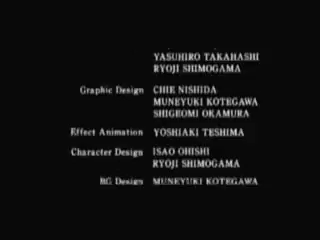 YASUHIRO TAKAHASHI
RYOJI SHIMOGAMA
Graphic Design CHIE NISHIDA
MUNEYUKI KOTEGAWA
SHIGEOMI OKAMURA
Effect Animation YOSHIAKI TESHIMA
Character Design ISAO OHISHI
RYOJI SHIMOGAMA
BG Design MUNEYUKI KOTEGAWA